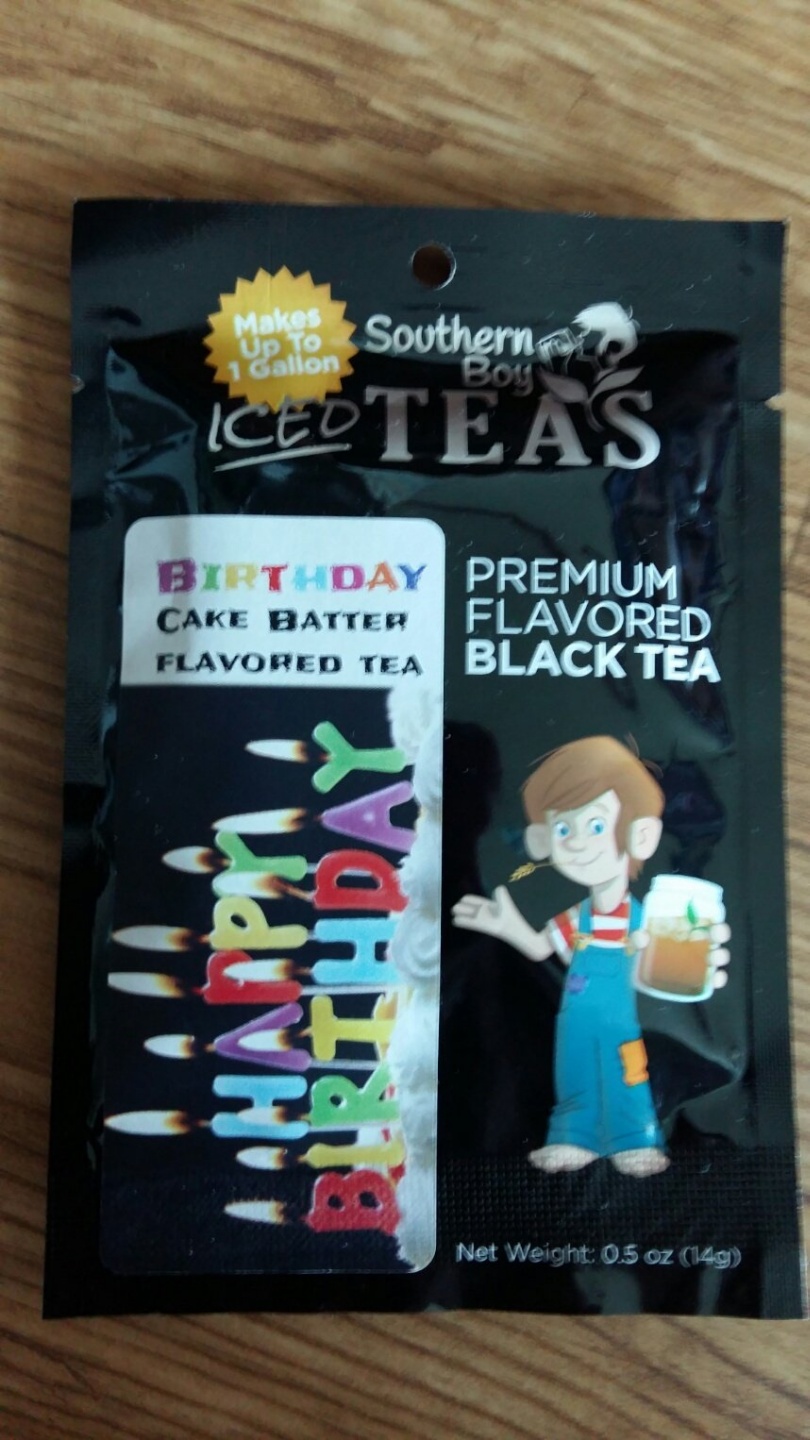 Makes
Up To
1 Gallon
Southern
Boy
ICED TEAS
BIRTHDAY
CAKE BATTER
FLAVORED TEA
PREMIUM
FLAVORED
BLACK TEA
HAPPY
BIRTHDAY
Net Weight: 0.5 oz (14g)